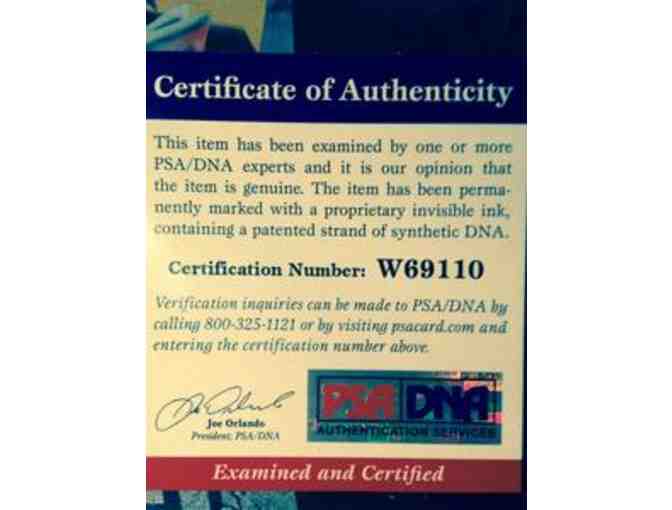 Certificate of Authenticity
This item has been examined by one or more
PSA/DNA experts and it is our opinion that
the item is genuine. The item has been perma-
nently marked with a proprietary invisible ink,
containing a patented strand of synthetic DNA.
Certification Number: W69110
Verification inquiries can be made to PSA/DNA by
calling 800-325-1121 or by visiting psacard.com and
entering the certification number above.
Joe Orlando
President: PSA/DNA
PSA DNA
AUTHENTICATION SERVICES
Examined and Certified